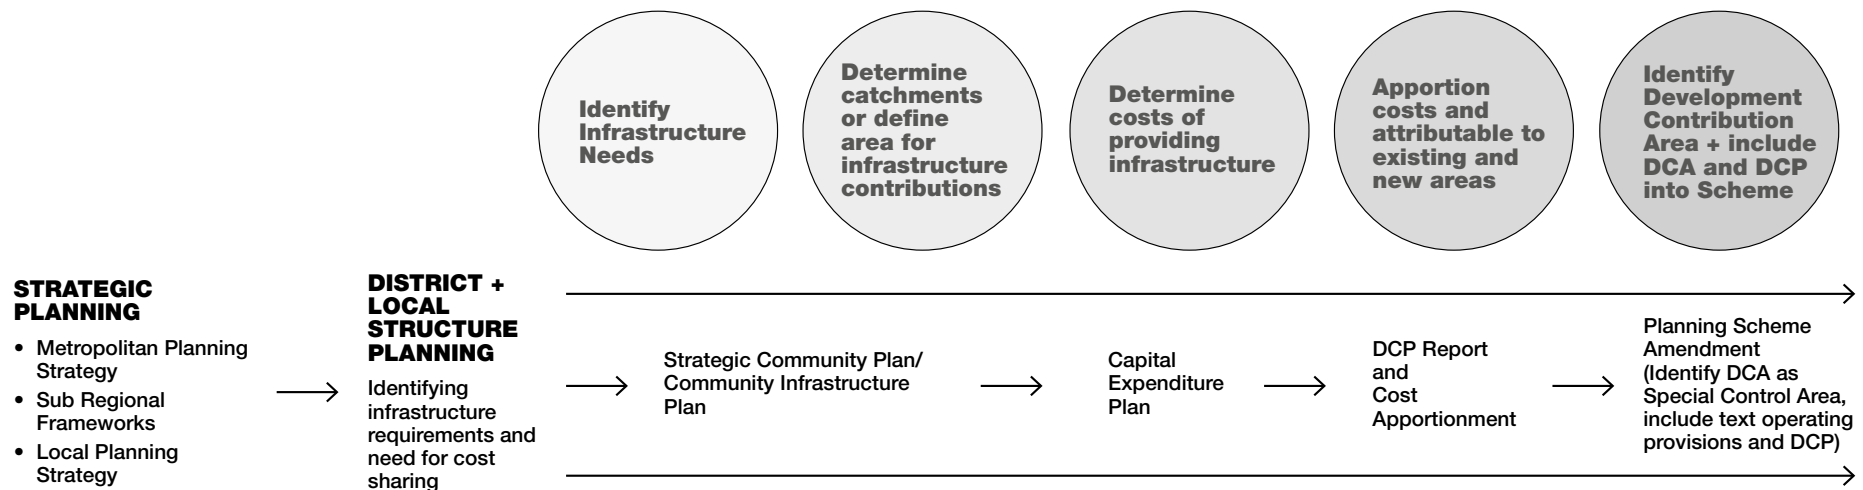 Identify
Infrastructure
Needs
Determine
catchments
or define
area for
infrastructure
contributions
Determine
costs of
providing
infrastructure
Apportion
costs and
attributable to
existing and
new areas
Identify
Development
Contribution
Area + include
DCA and DCP
into Scheme
STRATEGIC
PLANNING
• Metropolitan Planning
Strategy
• Sub Regional
Frameworks
• Local Planning
Strategy
DISTRICT +
LOCAL
STRUCTURE
PLANNING
Identifying
infrastructure
requirements and
need for cost
sharing
Strategic Community Plan/
Community Infrastructure
Plan
Capital
Expenditure
Plan
DCP Report
and
Cost
Apportionment
Planning Scheme
Amendment
(Identify DCA as
Special Control Area,
include text operating
provisions and DCP)